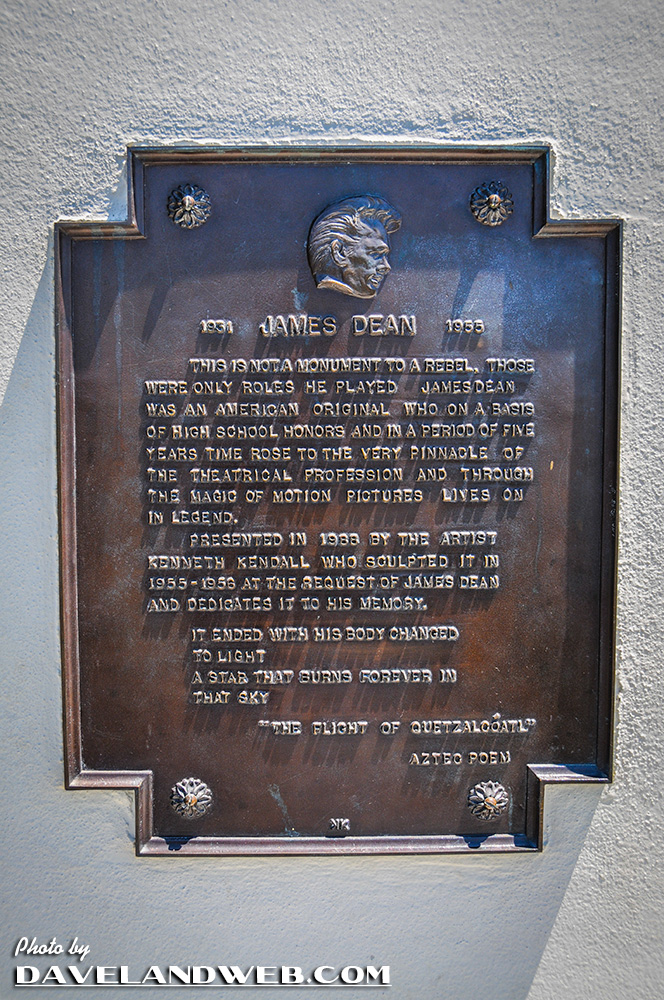 1931 JAMES DEAN 1955
THIS IS NOT A MONUMENT TO A REBEL. THOSE
WERE ONLY ROLES HE PLAYED JAMES DEAN
WAS AN AMERICAN ORIGINAL WHO ON A BASIS
OF HIGH SCHOOL HONORS AND IN A PERIOD OF FIVE
YEARS TIME ROSE TO THE VERY PINNACLE OF
THE THEATRICAL PROFESSION AND THROUGH
THE MAGIC OF MOTION PICTURES LIVES ON
IN LEGEND.
PRESENTED IN 1988 BY THE ARTIST
KENNETH KENDALL WHO SCULPTED IT IN
1955-1956 AT THE REQUEST OF JAMES DEAN
AND DEDICATES IT TO HIS MEMORY.
IT ENDED WITH HIS BODY CHANGED
TO LIGHT
A STAR THAT BURNS FOREVER IN
THAT SKY
"THE FLIGHT OF QUETZALCOATL"
AZTEC POEM
KK
Photo by
DAVELANDWEB.COM